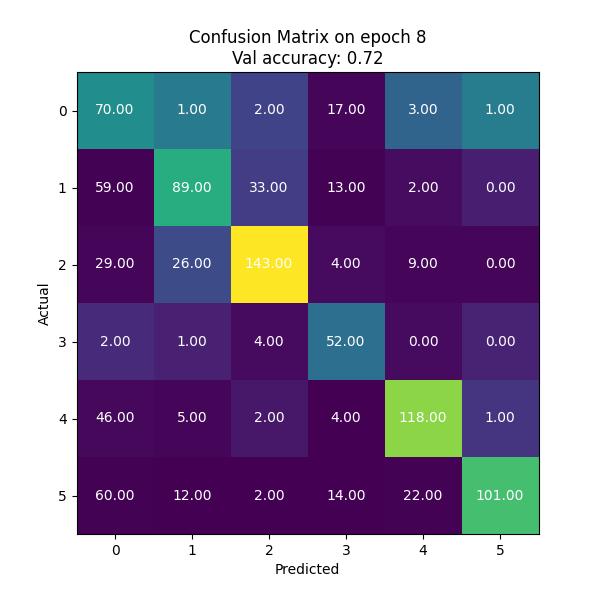 Confusion Matrix on epoch 8
Val accuracy: 0.72
0 70.00 1.00 2.00 17.00 3.00 1.00
1 59.00 89.00 33.00 13.00 2.00 0.00
2 29.00 26.00 143.00 4.00 9.00 0.00
Actual
3 2.00 1.00 4.00 52.00 0.00 0.00
4 46.00 5.00 2.00 4.00 118.00 1.00
5 60.00 12.00 2.00 14.00 22.00 101.00
0 1 2 3 4 5
Predicted